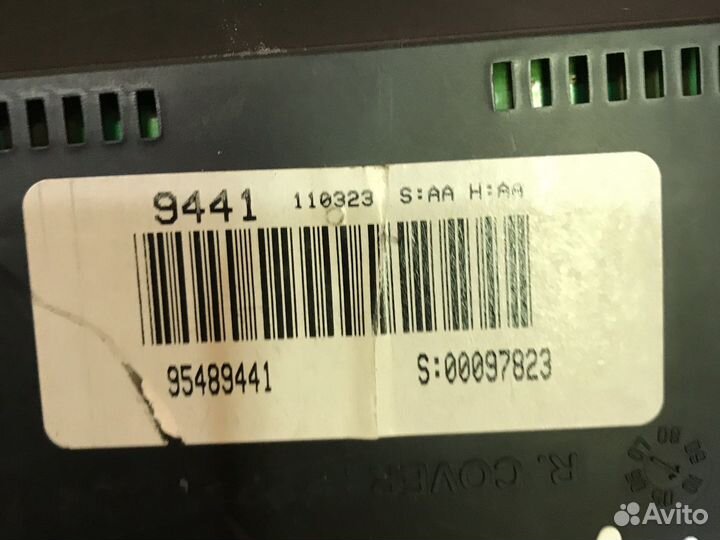 9441 110323 S:AA H:AA
95489441 S:00097823
R. COVER
Avito